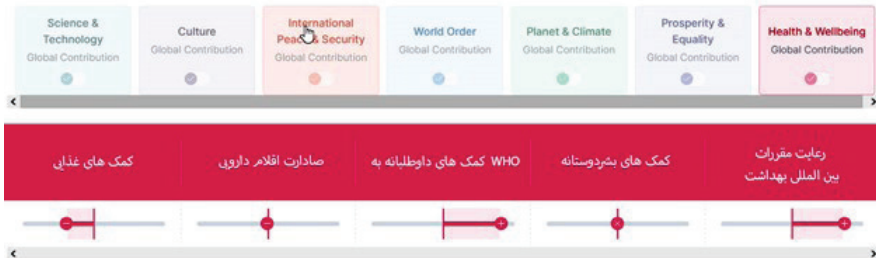 Science &
Technology
Global Contribution
Culture
Global Contribution
International
Peace & Security
Global Contribution
World Order
Global Contribution
Planet & Climate
Global Contribution
Prosperity &
Equality
Global Contribution
Health & Wellbeing
Global Contribution
رعایت مقررات
بین المللی بهداشت
کمک های بشردوستانه
کمک های داوطلبانه به WHO
صادارت اقلام دارویی
کمک های غذایی